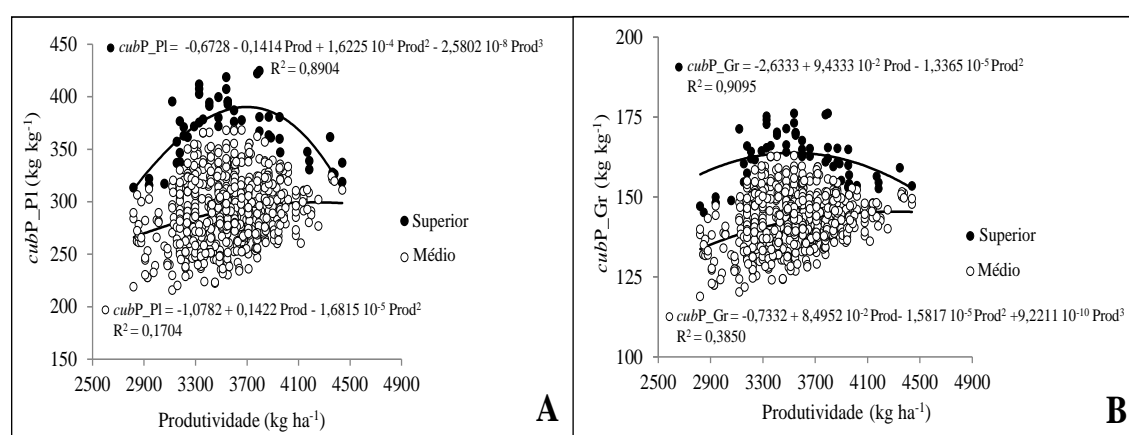 450
400
350
300
250
200
150
cubP_Pl (kg kg⁻¹)
cubP_Pl = -0,6728 - 0,1414 Prod + 1,6225 10⁻⁴ Prod² - 2,5802 10⁻⁸ Prod³
R² = 0,8904
Superior
Médio
cubP_Pl = -1,0782 + 0,1422 Prod - 1,6815 10⁻⁵ Prod²
R² = 0,1704
2500 2900 3300 3700 4100 4500 4900
Produtividade (kg ha⁻¹)
A
200
175
150
125
100
cubP_Gr (kg kg⁻¹)
cubP_Gr = -2,6333 + 9,4333 10⁻² Prod - 1,3365 10⁻⁵ Prod²
R² = 0,9095
Superior
Médio
cubP_Gr = -0,7332 + 8,4952 10⁻² Prod- 1,5817 10⁻⁵ Prod² +9,2211 10⁻¹⁰ Prod³
R² = 0,3850
2500 2900 3300 3700 4100 4500 4900
Produtividade (kg ha⁻¹)
B